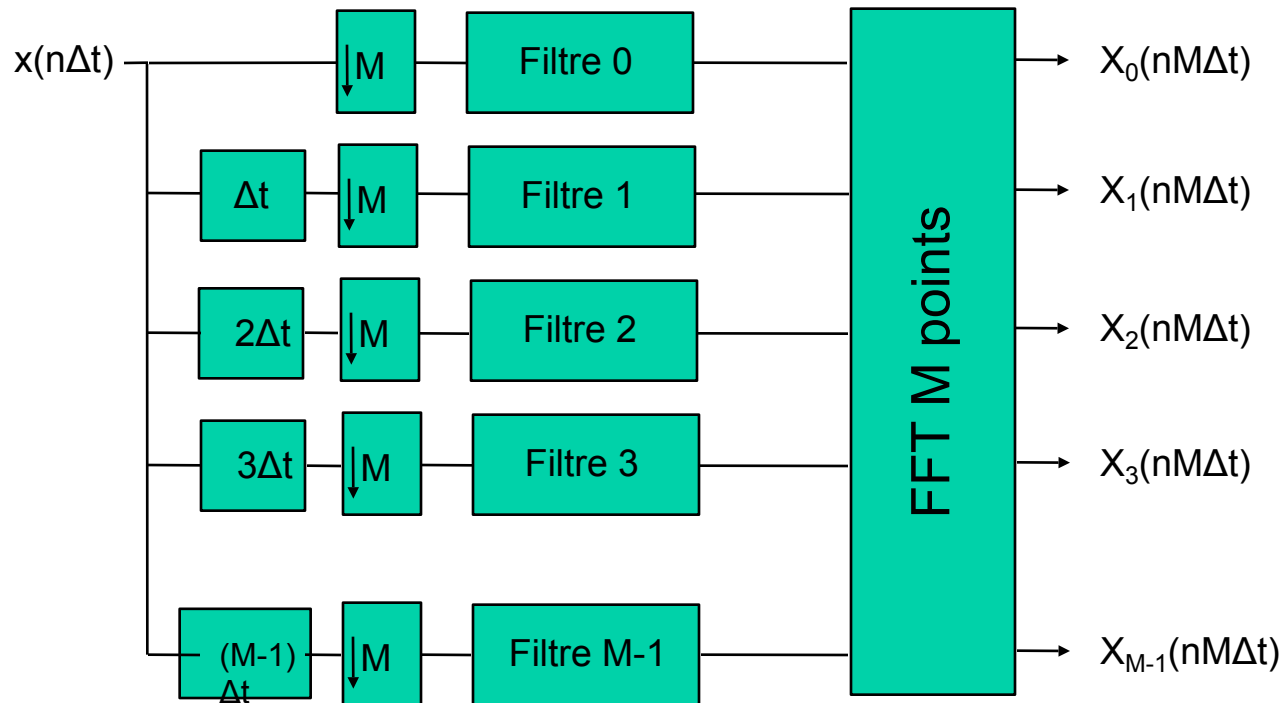 x(nΔt)
↓M
Filtre 0
X₀(nMΔt)
Δt
↓M
Filtre 1
X₁(nMΔt)
2Δt
↓M
Filtre 2
X₂(nMΔt)
3Δt
↓M
Filtre 3
X₃(nMΔt)
(M-1)
Δt
↓M
Filtre M-1
X_{M-1}(nMΔt)
FFT M points